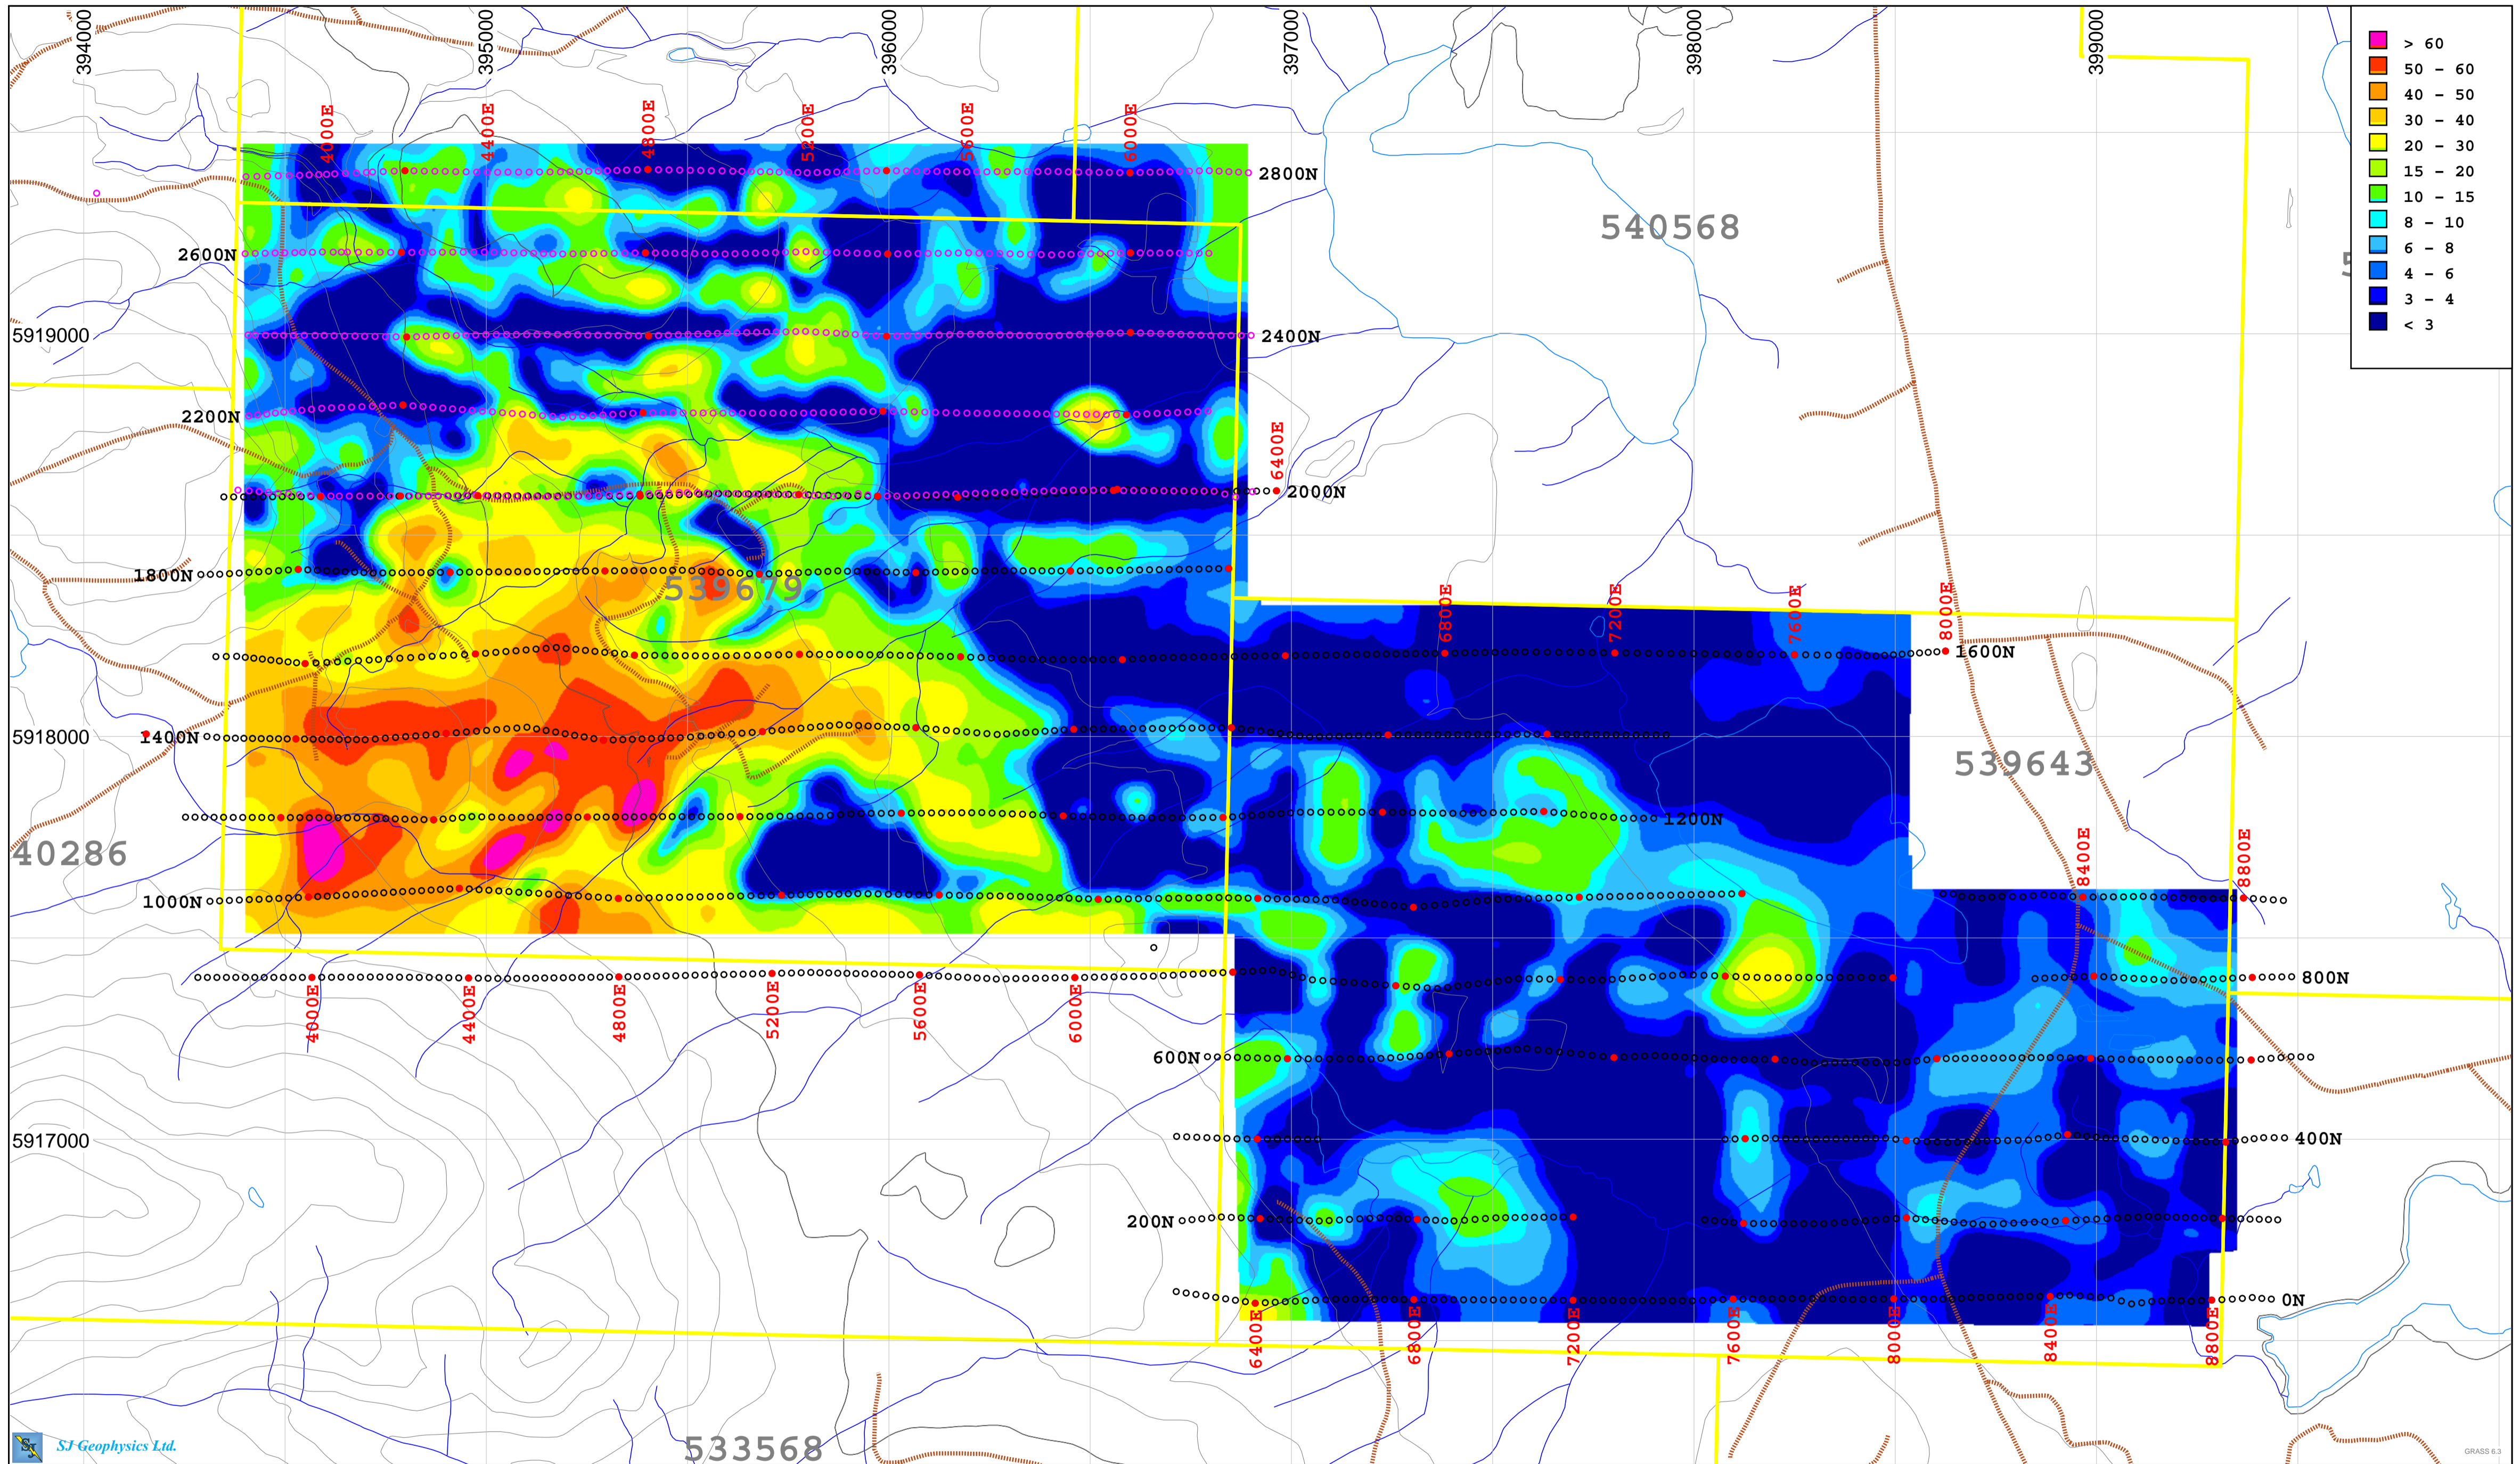 394000
395000
396000
397000
398000
399000
> 60
50 - 60
40 - 50
30 - 40
20 - 30
15 - 20
10 - 15
8 - 10
6 - 8
4 - 6
3 - 4
< 3
4000E
4400E
4800E
5200E
5600E
6000E
2800N
540568
5
2600N
5919000
2400N
2200N
6400E
2000N
1800N
539679
6800E
7200E
7600E
8000E
1600N
5918000
1400N
539643
1200N
40286
8400E
8800E
1000N
800N
4000E
4400E
4800E
5200E
5600E
6000E
600N
5917000
400N
200N
0N
6400E
6800E
7200E
7600E
8000E
8400E
8800E
SJ
SJ Geophysics Ltd.
533568
GRASS 6.3